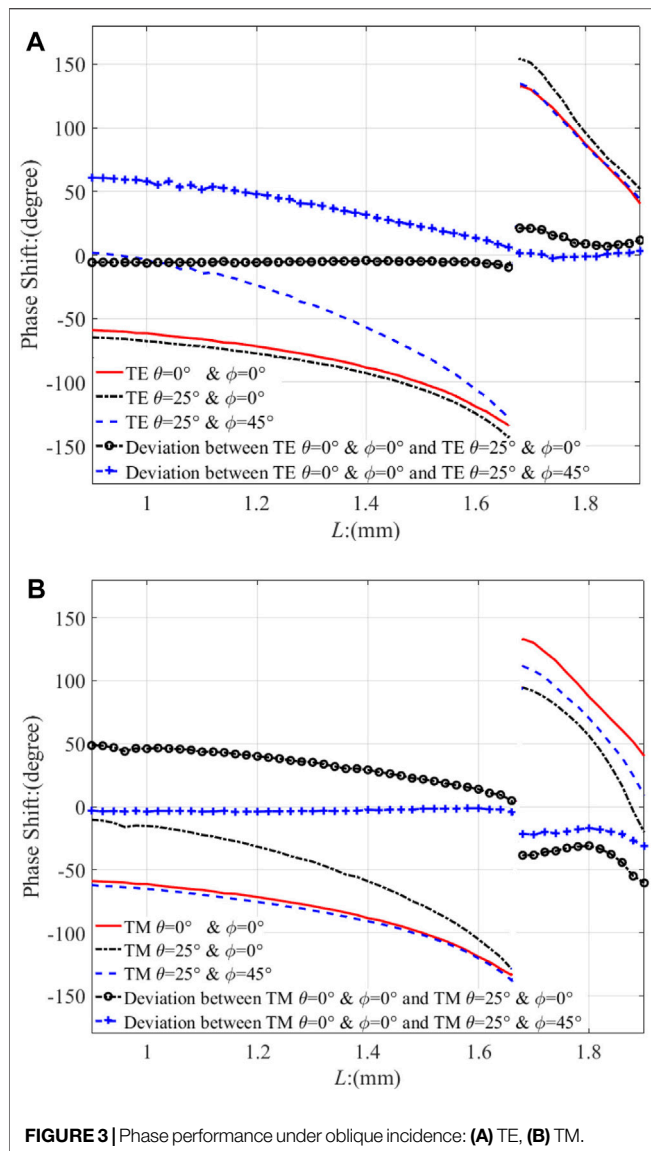 A
150
100
50
0
-50
-100
-150
Phase Shift:(degree)
TE θ=0° & ϕ=0°
TE θ=25° & ϕ=0°
TE θ=25° & ϕ=45°
Deviation between TE θ=0° & ϕ=0° and TE θ=25° & ϕ=0°
Deviation between TE θ=0° & ϕ=0° and TE θ=25° & ϕ=45°
1 1.2 1.4 1.6 1.8
L:(mm)
B
150
100
50
0
-50
-100
-150
Phase Shift:(degree)
TM θ=0° & ϕ=0°
TM θ=25° & ϕ=0°
TM θ=25° & ϕ=45°
Deviation between TM θ=0° & ϕ=0° and TM θ=25° & ϕ=0°
Deviation between TM θ=0° & ϕ=0° and TM θ=25° & ϕ=45°
1 1.2 1.4 1.6 1.8
L:(mm)
FIGURE 3 | Phase performance under oblique incidence: (A) TE, (B) TM.